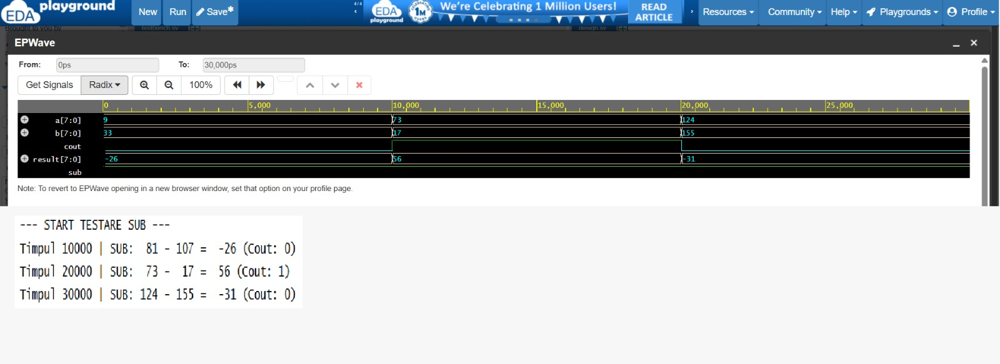 EDA playground New Run Save* 4/4 EDA playground 1M We're Celebrating 1 Million Users! READ ARTICLE Resources Community Help Playgrounds Profile
Brought to you by testbench.sv design.sv
EPWave
From: 0ps To: 30,000ps
Get Signals Radix 100%
0 5,000 10,000 15,000 20,000 25,000
a[7:0] 9 73 124
b[7:0] 33 17 155
cout
result[7:0] -26 56 -31
sub
Note: To revert to EPWave opening in a new browser window, set that option on your profile page.
--- START TESTARE SUB ---
Timpul 10000 | SUB: 81 - 107 = -26 (Cout: 0)
Timpul 20000 | SUB: 73 - 17 = 56 (Cout: 1)
Timpul 30000 | SUB: 124 - 155 = -31 (Cout: 0)